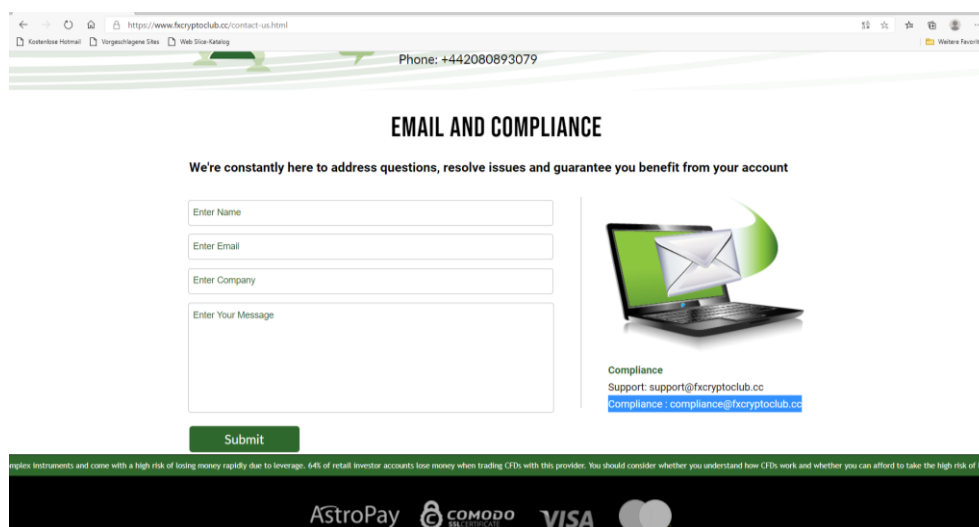 https://www.fxcryptoclub.cc/contact-us.html
Kostenlose Hotmail Vorgeschlagene Sites Web Slice-Katalog Weitere Favorit
Phone: +442080893079
EMAIL AND COMPLIANCE
We're constantly here to address questions, resolve issues and guarantee you benefit from your account
Enter Name
Enter Email
Enter Company
Enter Your Message
Compliance
Support: support@fxcryptoclub.cc
Compliance : compliance@fxcryptoclub.cc
Submit
mplex instruments and come with a high risk of losing money rapidly due to leverage. 64% of retail investor accounts lose money when trading CFDs with this provider. You should consider whether you understand how CFDs work and whether you can afford to take the high risk of
AstroPay COMODO VISA
SSL CERTIFICATE